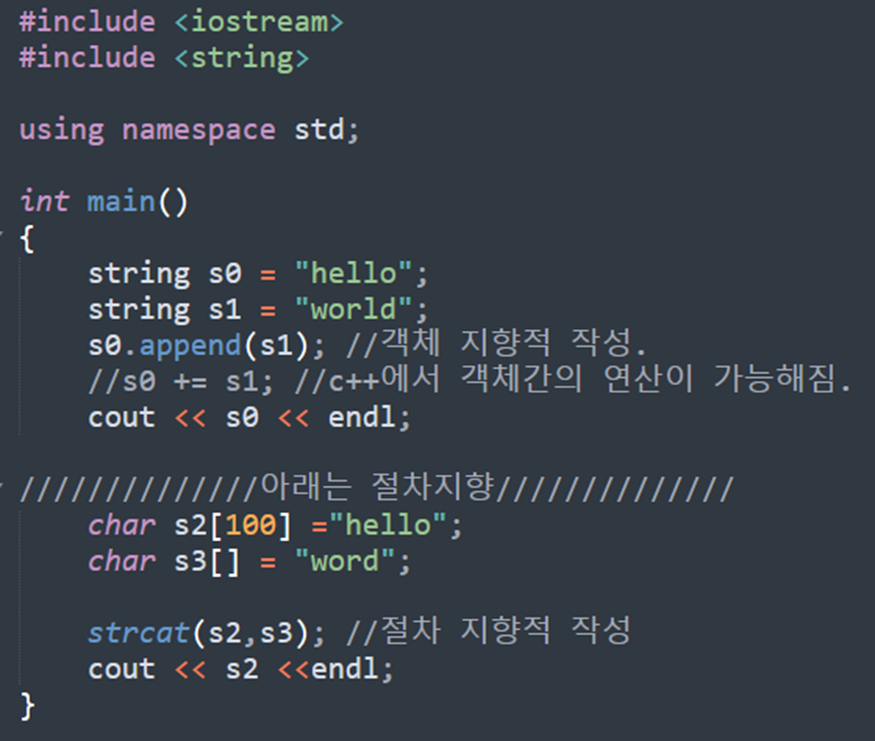 #include <iostream>
#include <string>
using namespace std;
int main()
{
string s0 = "hello";
string s1 = "world";
s0.append(s1); //객체 지향적 작성.
//s0 += s1; //c++에서 객체간의 연산이 가능해짐.
cout << s0 << endl;
//////////////아래는 절차지향//////////////
char s2[100] ="hello";
char s3[] = "word";
strcat(s2,s3); //절차 지향적 작성
cout << s2 <<endl;
}